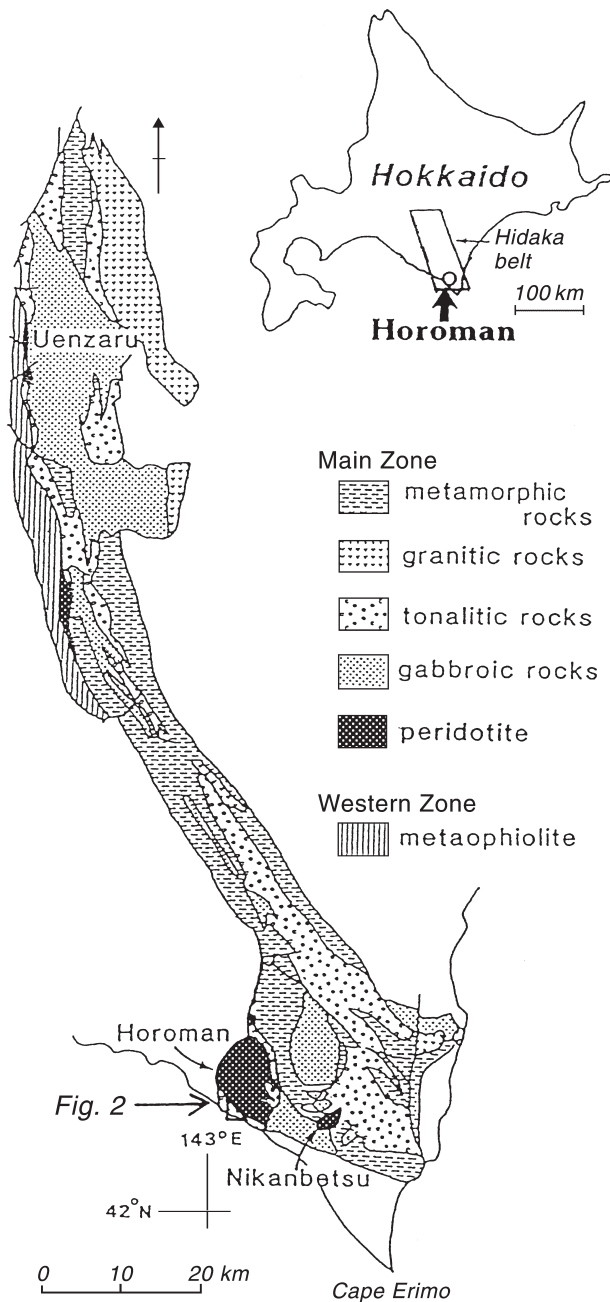 Hokkaido
Hidaka
belt
100 km
Horoman
Uenzaru
Main Zone
metamorphic
rocks
granitic rocks
tonalitic rocks
gabbroic rocks
peridotite
Western Zone
metaophiolite
Horoman
Fig. 2
143°E
Nikanbetsu
42°N
0 10 20 km
Cape Erimo